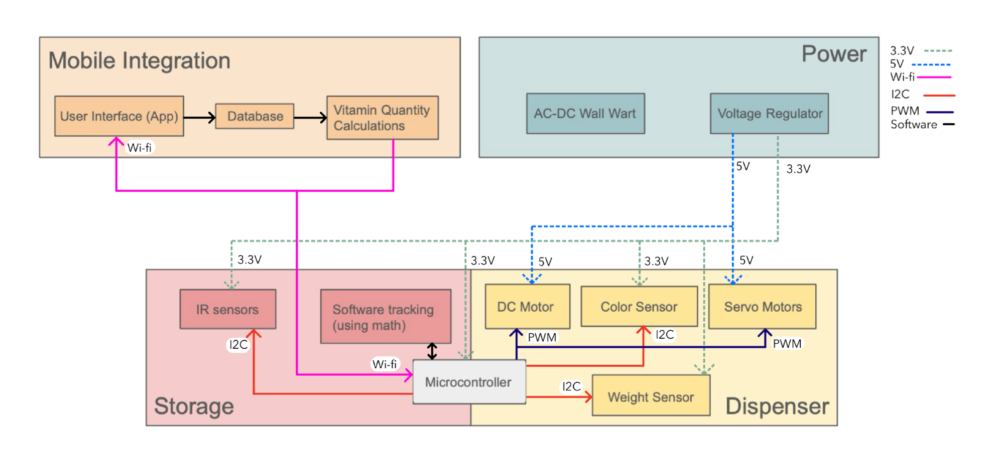 Mobile Integration
User Interface (App)
Database
Vitamin Quantity
Calculations
Wi-fi
Power
AC-DC Wall Wart
Voltage Regulator
3.3V
5V
Wi-fi
I2C
PWM
Software
5V
3.3V
3.3V
3.3V
5V
3.3V
5V
IR sensors
Software tracking
(using math)
I2C
Wi-fi
Storage
Microcontroller
DC Motor
Color Sensor
Servo Motors
PWM
I2C
PWM
I2C
Weight Sensor
Dispenser